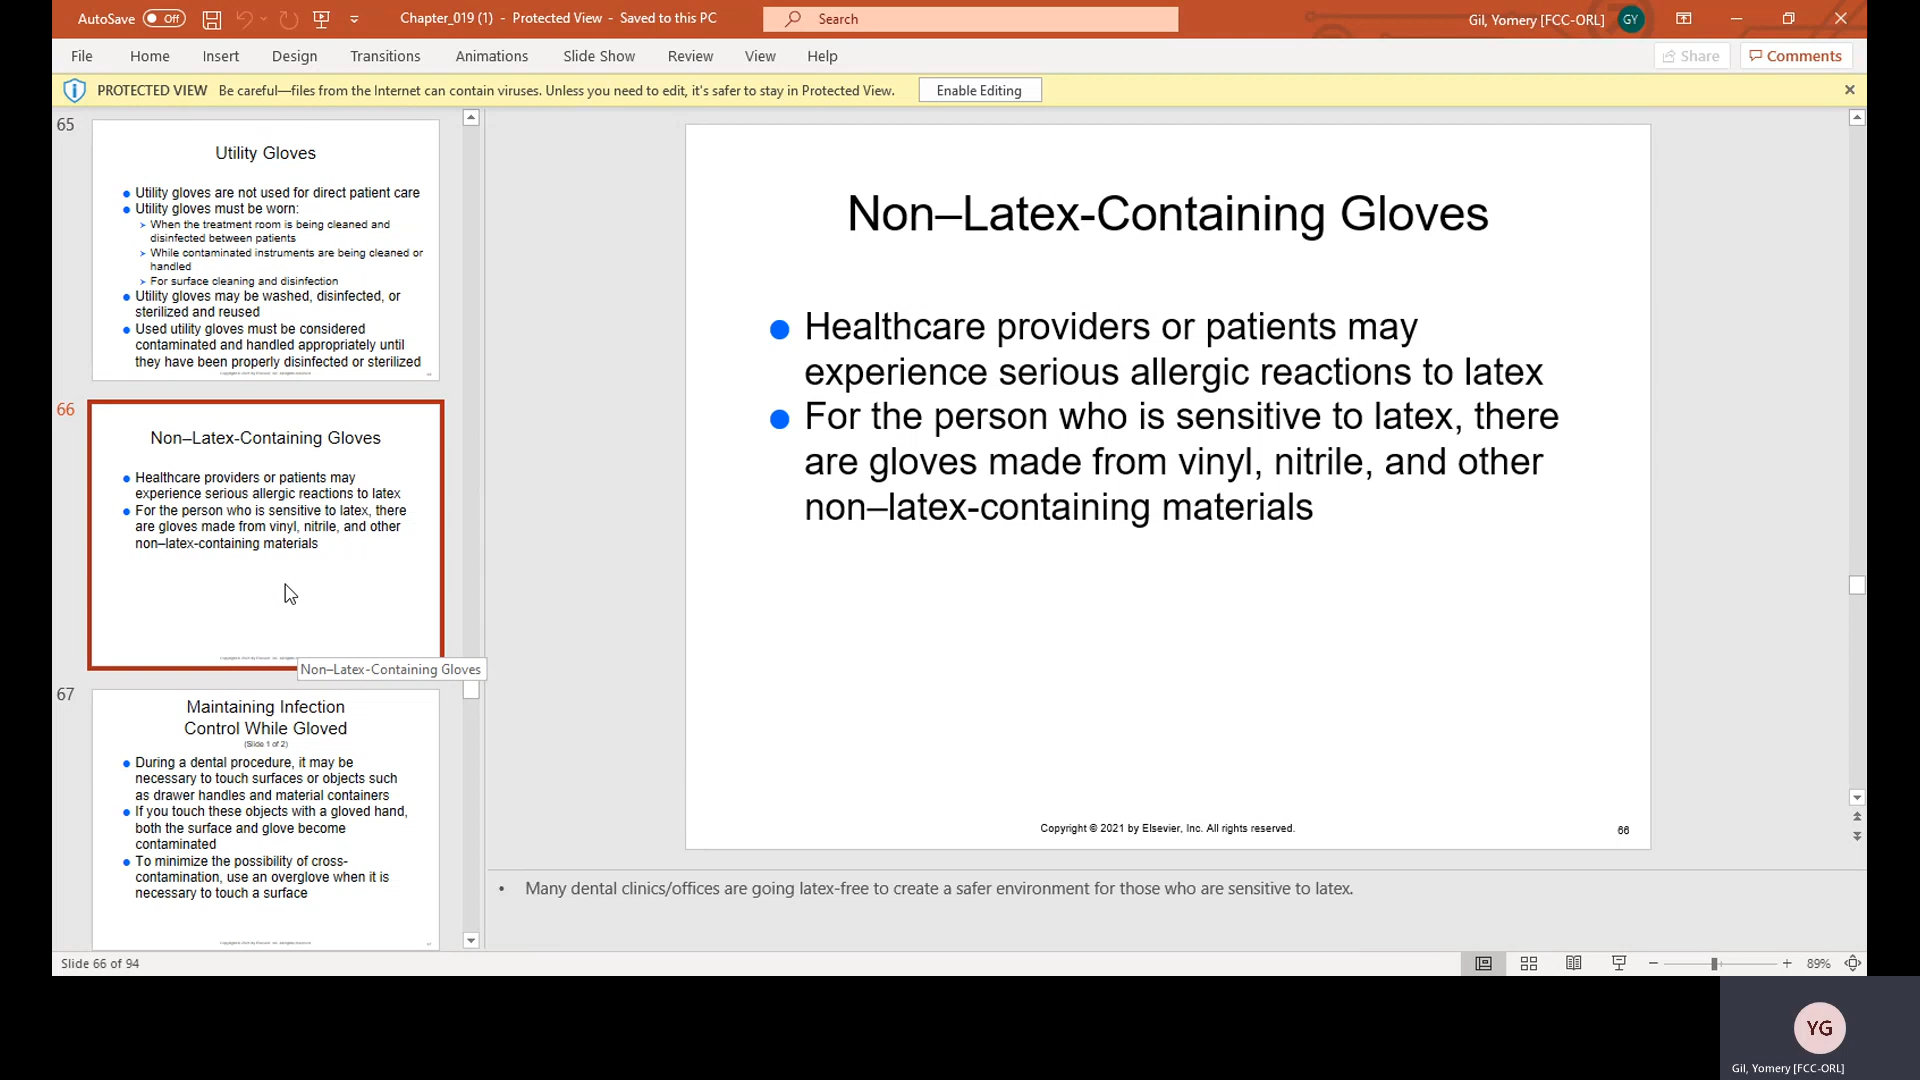 AutoSave Off
Chapter_019 (1) - Protected View - Saved to this PC
Search
Gil, Yomery [FCC-ORL] GY
File Home Insert Design Transitions Animations Slide Show Review View Help
Share Comments
PROTECTED VIEW Be careful—files from the Internet can contain viruses. Unless you need to edit, it's safer to stay in Protected View. Enable Editing
65
Utility Gloves
Utility gloves are not used for direct patient care
Utility gloves must be worn:
When the treatment room is being cleaned and
disinfected between patients
While contaminated instruments are being cleaned or
handled
For surface cleaning and disinfection
Utility gloves may be washed, disinfected, or
sterilized and reused
Used utility gloves must be considered
contaminated and handled appropriately until
they have been properly disinfected or sterilized
66
Non–Latex-Containing Gloves
Healthcare providers or patients may
experience serious allergic reactions to latex
For the person who is sensitive to latex, there
are gloves made from vinyl, nitrile, and other
non–latex-containing materials
Non–Latex-Containing Gloves
67
Maintaining Infection
Control While Gloved
(Slide 1 of 2)
During a dental procedure, it may be
necessary to touch surfaces or objects such
as drawer handles and material containers
If you touch these objects with a gloved hand,
both the surface and glove become
contaminated
To minimize the possibility of cross-
contamination, use an overglove when it is
necessary to touch a surface
Non–Latex-Containing Gloves
Healthcare providers or patients may
experience serious allergic reactions to latex
For the person who is sensitive to latex, there
are gloves made from vinyl, nitrile, and other
non–latex-containing materials
Copyright © 2021 by Elsevier, Inc. All rights reserved.
66
• Many dental clinics/offices are going latex-free to create a safer environment for those who are sensitive to latex.
Slide 66 of 94
89%
YG
Gil, Yomery [FCC-ORL]